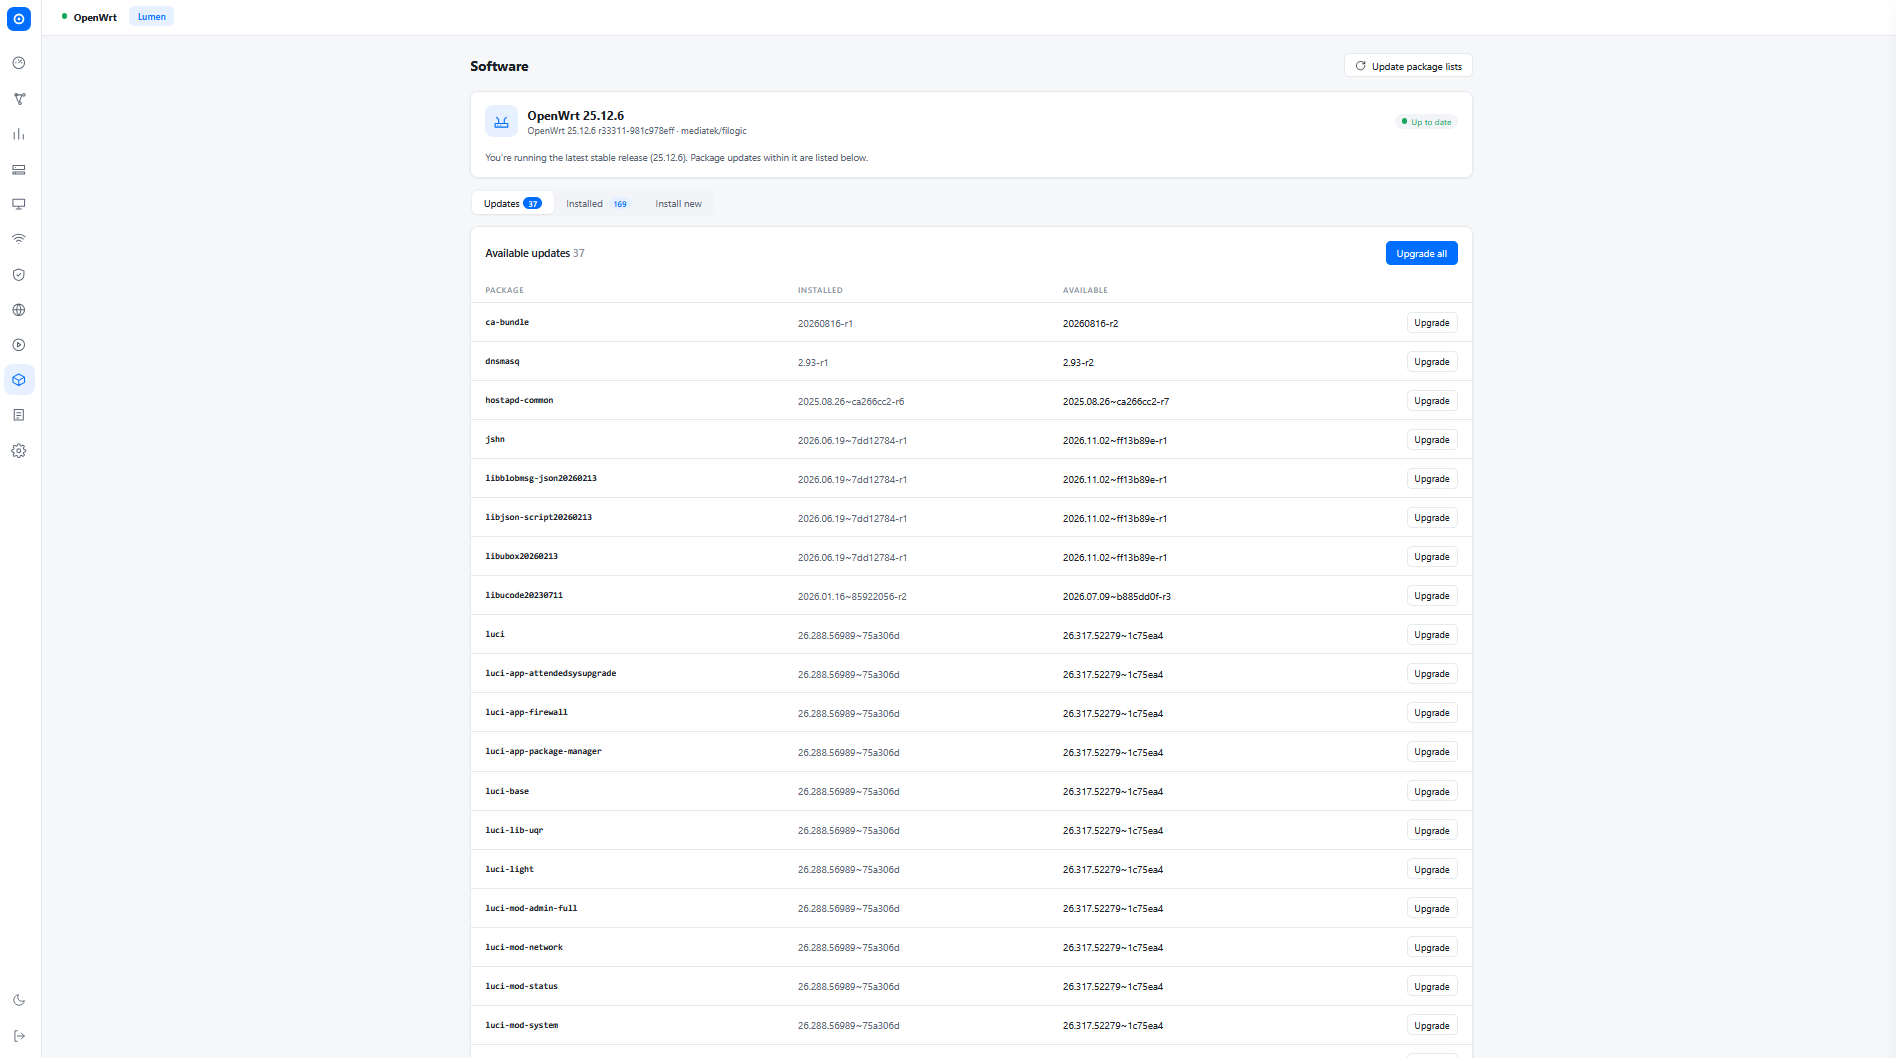 OpenWrt Lumen
Software
Update package lists
OpenWrt 25.12.6
OpenWrt 25.12.6 r33311-981c978eff · mediatek/filogic
Up to date
You're running the latest stable release (25.12.6). Package updates within it are listed below.
Updates 37 Installed 169 Install new
Available updates 37
Upgrade all
PACKAGE INSTALLED AVAILABLE
ca-bundle 20260816-r1 20260816-r2 Upgrade
dnsmasq 2.93-r1 2.93-r2 Upgrade
hostapd-common 2025.08.26~ca266cc2-r6 2025.08.26~ca266cc2-r7 Upgrade
jshn 2026.06.19~7dd12784-r1 2026.11.02~ff13b89e-r1 Upgrade
libblobmsg-json20260213 2026.06.19~7dd12784-r1 2026.11.02~ff13b89e-r1 Upgrade
libjson-script20260213 2026.06.19~7dd12784-r1 2026.11.02~ff13b89e-r1 Upgrade
libubox20260213 2026.06.19~7dd12784-r1 2026.11.02~ff13b89e-r1 Upgrade
libucode20230711 2026.01.16~85922056-r2 2026.07.09~b885dd0f-r3 Upgrade
luci 26.288.56989~75a306d 26.317.52279~1c75ea4 Upgrade
luci-app-attendedsysupgrade 26.288.56989~75a306d 26.317.52279~1c75ea4 Upgrade
luci-app-firewall 26.288.56989~75a306d 26.317.52279~1c75ea4 Upgrade
luci-app-package-manager 26.288.56989~75a306d 26.317.52279~1c75ea4 Upgrade
luci-base 26.288.56989~75a306d 26.317.52279~1c75ea4 Upgrade
luci-lib-uqr 26.288.56989~75a306d 26.317.52279~1c75ea4 Upgrade
luci-light 26.288.56989~75a306d 26.317.52279~1c75ea4 Upgrade
luci-mod-admin-full 26.288.56989~75a306d 26.317.52279~1c75ea4 Upgrade
luci-mod-network 26.288.56989~75a306d 26.317.52279~1c75ea4 Upgrade
luci-mod-status 26.288.56989~75a306d 26.317.52279~1c75ea4 Upgrade
luci-mod-system 26.288.56989~75a306d 26.317.52279~1c75ea4 Upgrade